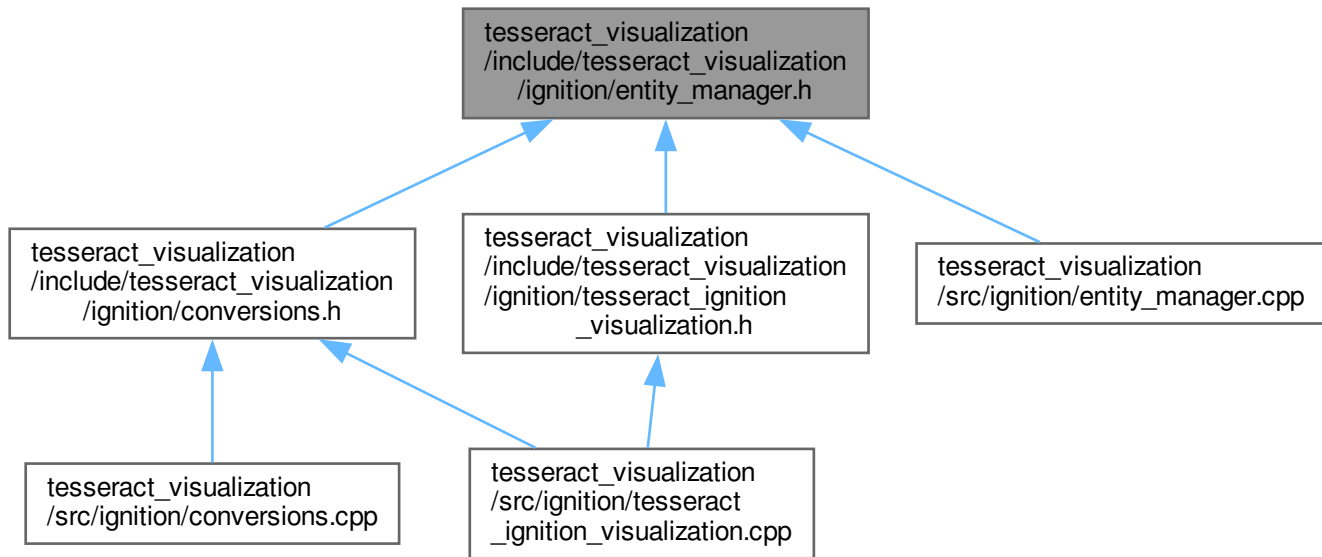 tesseract_visualization
/include/tesseract_visualization
/ignition/entity_manager.h
tesseract_visualization
/include/tesseract_visualization
/ignition/conversions.h
tesseract_visualization
/include/tesseract_visualization
/ignition/tesseract_ignition
_visualization.h
tesseract_visualization
/src/ignition/entity_manager.cpp
tesseract_visualization
/src/ignition/conversions.cpp
tesseract_visualization
/src/ignition/tesseract
_ignition_visualization.cpp